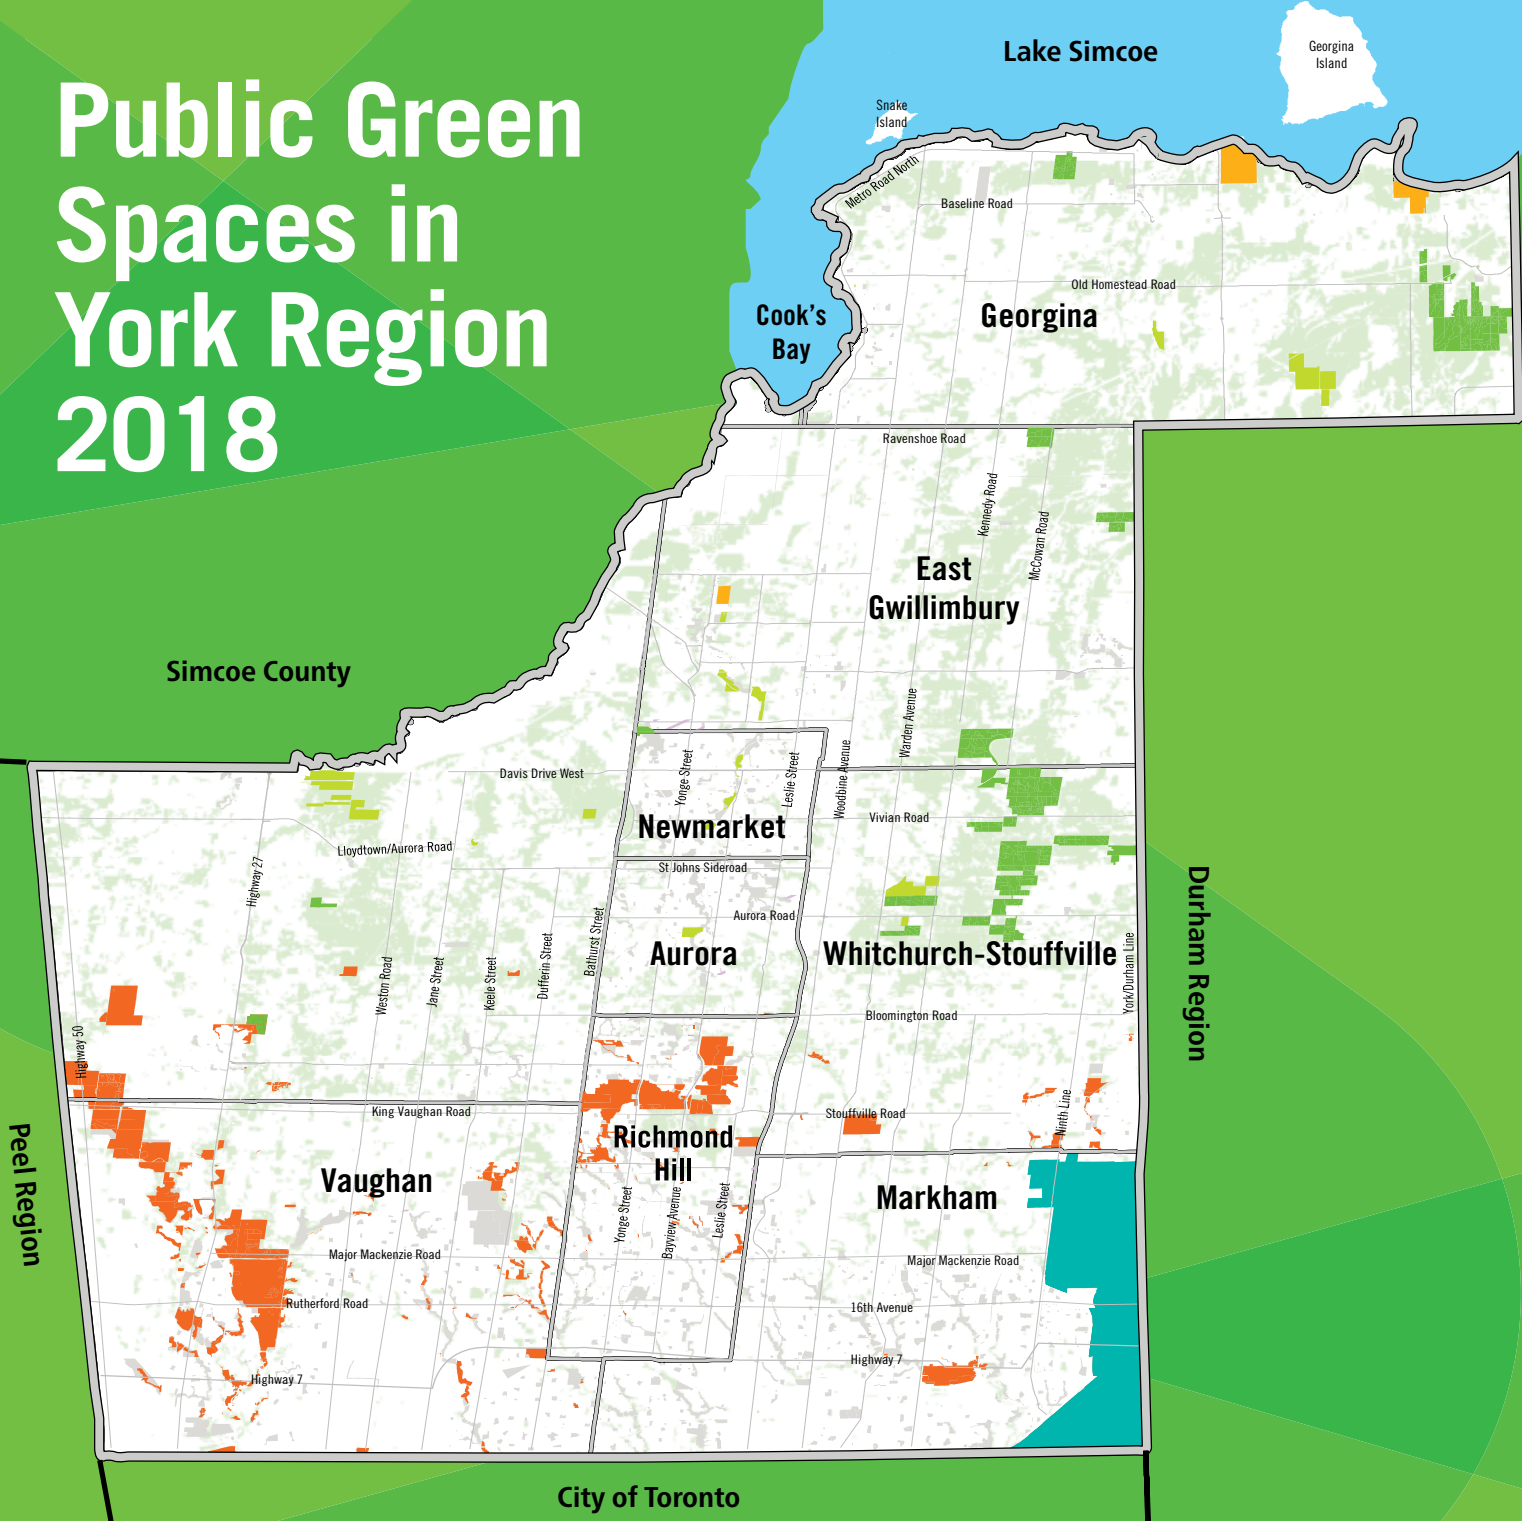 Public Green
Spaces in
York Region
2018
Lake Simcoe
Georgina
Island
Snake
Island
Metro Road North
Baseline Road
Old Homestead Road
Georgina
Cook's
Bay
Ravenshoe Road
Kennedy Road
McCowan Road
East
Gwillimbury
Simcoe County
Warden Avenue
Woodbine Avenue
Yonge Street
Leslie Street
Davis Drive West
Vivian Road
Newmarket
Lloydtown/Aurora Road
St Johns Sideroad
Highway 27
Aurora Road
Bathurst Street
Dufferin Street
Keele Street
Jane Street
Weston Road
Aurora
Whitchurch-Stouffville
York/Durham Line
Durham Region
Bloomington Road
Highway 50
King Vaughan Road
Stouffville Road
Ninth Line
Richmond
Hill
Peel Region
Vaughan
Markham
Yonge Street
Bayview Avenue
Leslie Street
Major Mackenzie Road
Major Mackenzie Road
Rutherford Road
16th Avenue
Highway 7
Highway 7
City of Toronto